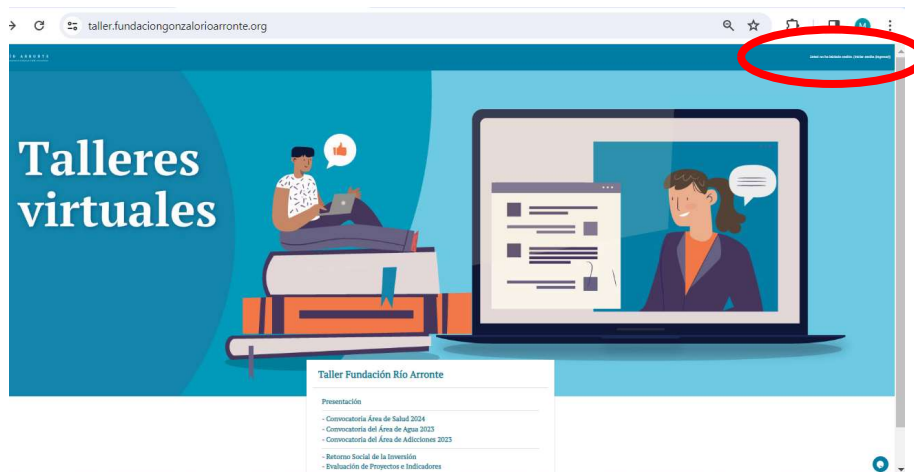 taller.fundaciongonzalorioarronte.org
M
Talleres
virtuales
Taller Fundación Río Arronte
Presentación
- Convocatoria Área de Salud 2024
- Convocatoria del Área de Agua 2023
- Convocatoria del Área de Adicciones 2023
- Retorno Social de la Inversión
- Evaluación de Proyectos e Indicadores